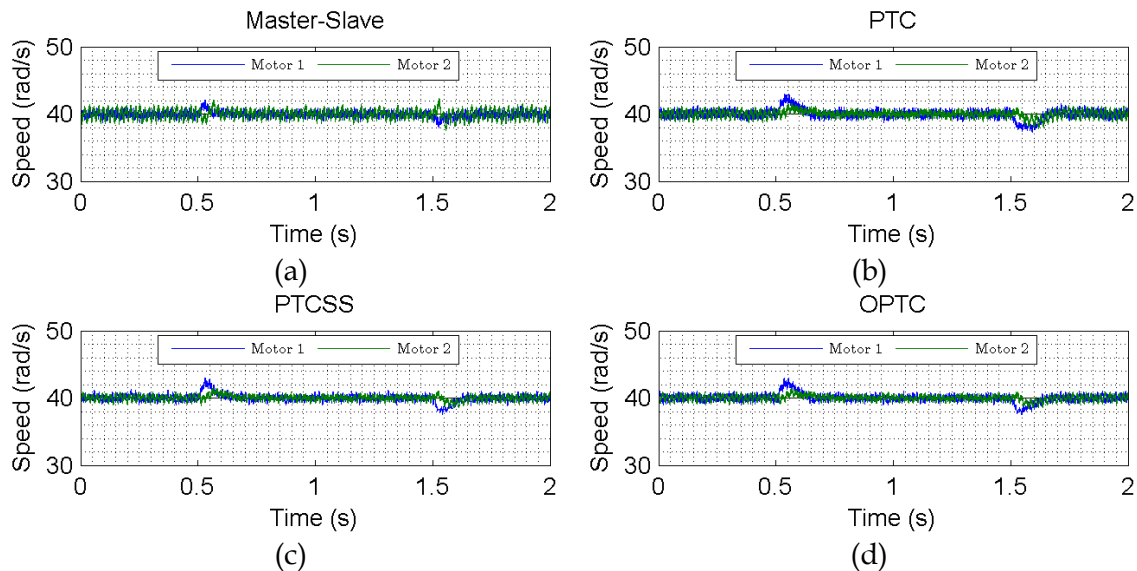 Master-Slave
Speed (rad/s)
50
40
30
Motor 1 Motor 2
0 0.5 1 1.5 2
Time (s)
(a)
PTC
Speed (rad/s)
50
40
30
Motor 1 Motor 2
0 0.5 1 1.5 2
Time (s)
(b)
PTCSS
Speed (rad/s)
50
40
30
Motor 1 Motor 2
0 0.5 1 1.5 2
Time (s)
(c)
OPTC
Speed (rad/s)
50
40
30
Motor 1 Motor 2
0 0.5 1 1.5 2
Time (s)
(d)